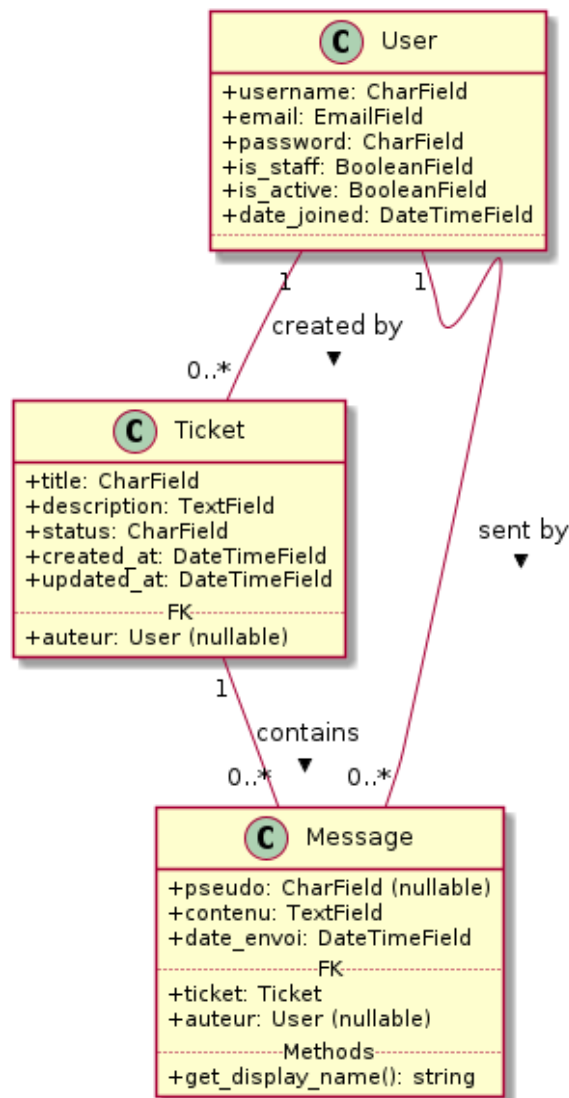 C User
+username: CharField
+email: EmailField
+password: CharField
+is_staff: BooleanField
+is_active: BooleanField
+date_joined: DateTimeField
1
1
created by
▼
0..*
C Ticket
+title: CharField
+description: TextField
+status: CharField
+created_at: DateTimeField
+updated_at: DateTimeField
FK
+auteur: User (nullable)
sent by
▼
1
contains
▼
0..*
0..*
C Message
+pseudo: CharField (nullable)
+contenu: TextField
+date_envoi: DateTimeField
FK
+ticket: Ticket
+auteur: User (nullable)
Methods
+get_display_name(): string